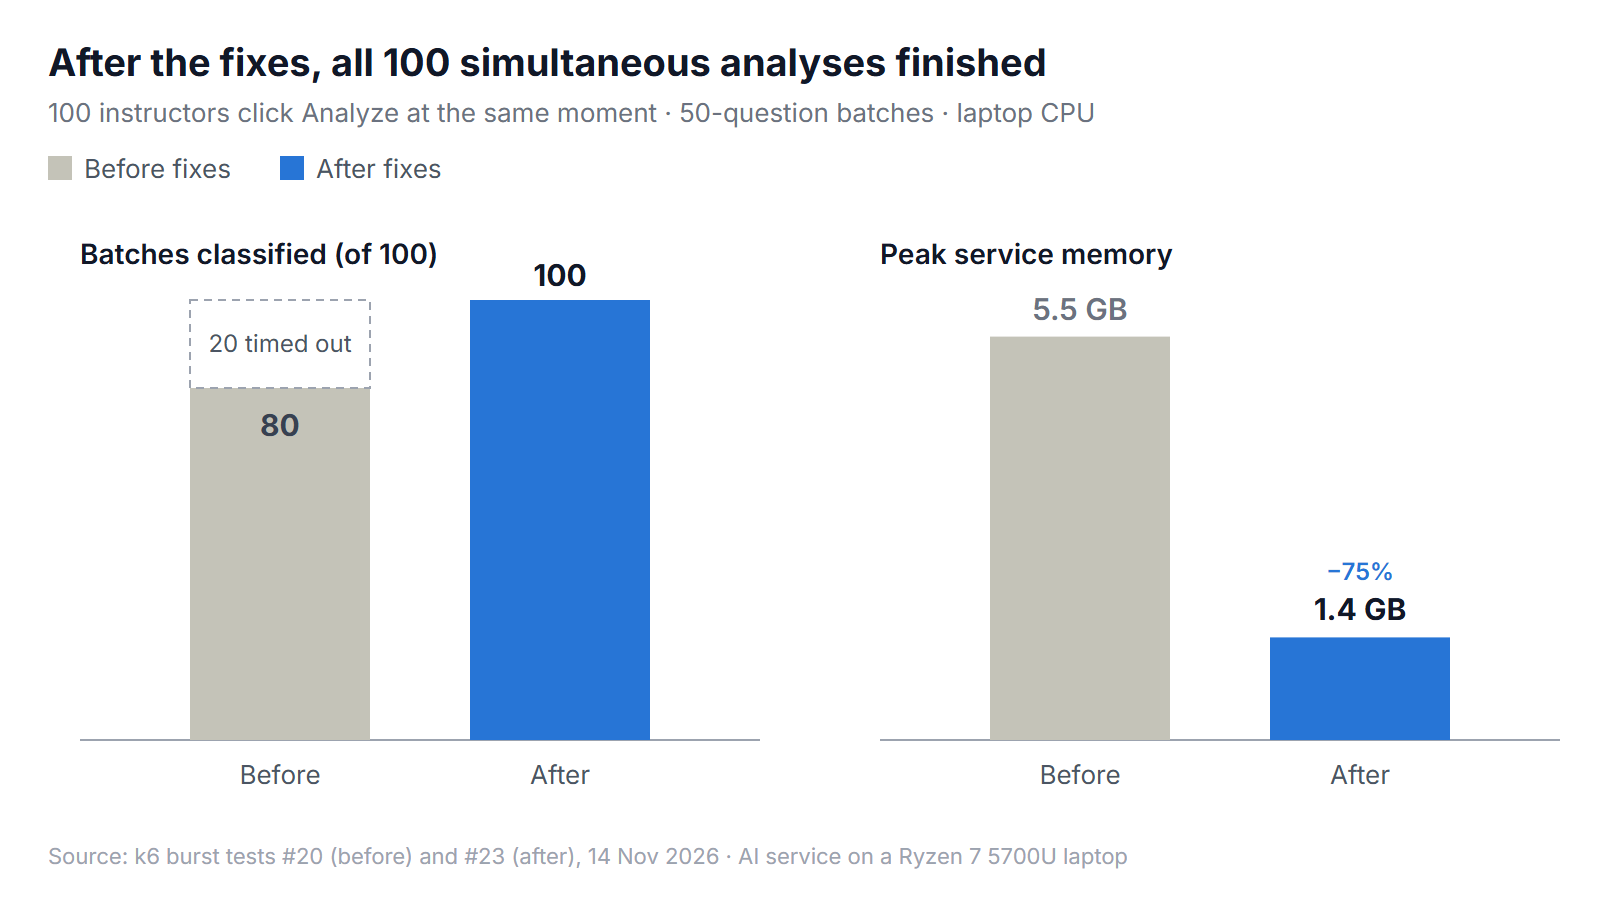 After the fixes, all 100 simultaneous analyses finished
100 instructors click Analyze at the same moment · 50-question batches · laptop CPU
Before fixes
After fixes
Batches classified (of 100)
100
20 timed out
80
Before
After
Peak service memory
5.5 GB
−75%
1.4 GB
Before
After
Source: k6 burst tests #20 (before) and #23 (after), 14 Nov 2026 · AI service on a Ryzen 7 5700U laptop